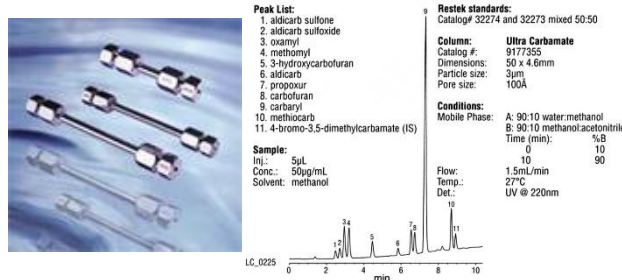 Peak List:
1. aldicarb sulfone
2. aldicarb sulfoxide
3. oxamyl
4. methomyl
5. 3-hydroxycarbofuran
6. aldicarb
7. propoxur
8. carbofuran
9. carbaryl
10. methiocarb
11. 4-bromo-3,5-dimethylcarbamate (IS)
Sample:
Inj.: 5µL
Conc.: 50µg/mL
Solvent: methanol
Restek standards:
Catalog# 32274 and 32273 mixed 50:50
Column: Ultra Carbamate
Catalog #: 9177355
Dimensions: 50 x 4.6mm
Particle size: 3µm
Pore size: 100Å
Conditions:
Mobile Phase: A: 90:10 water:methanol
B: 90:10 methanol:acetonitrile
Time (min): %B
0 10
10 90
Flow: 1.5mL/min
Temp.: 27°C
Det.: UV @ 220nm
9
1 2 3 4 5 6 7 8 10 11
LC_0225
0 2 4 6 8 10
min